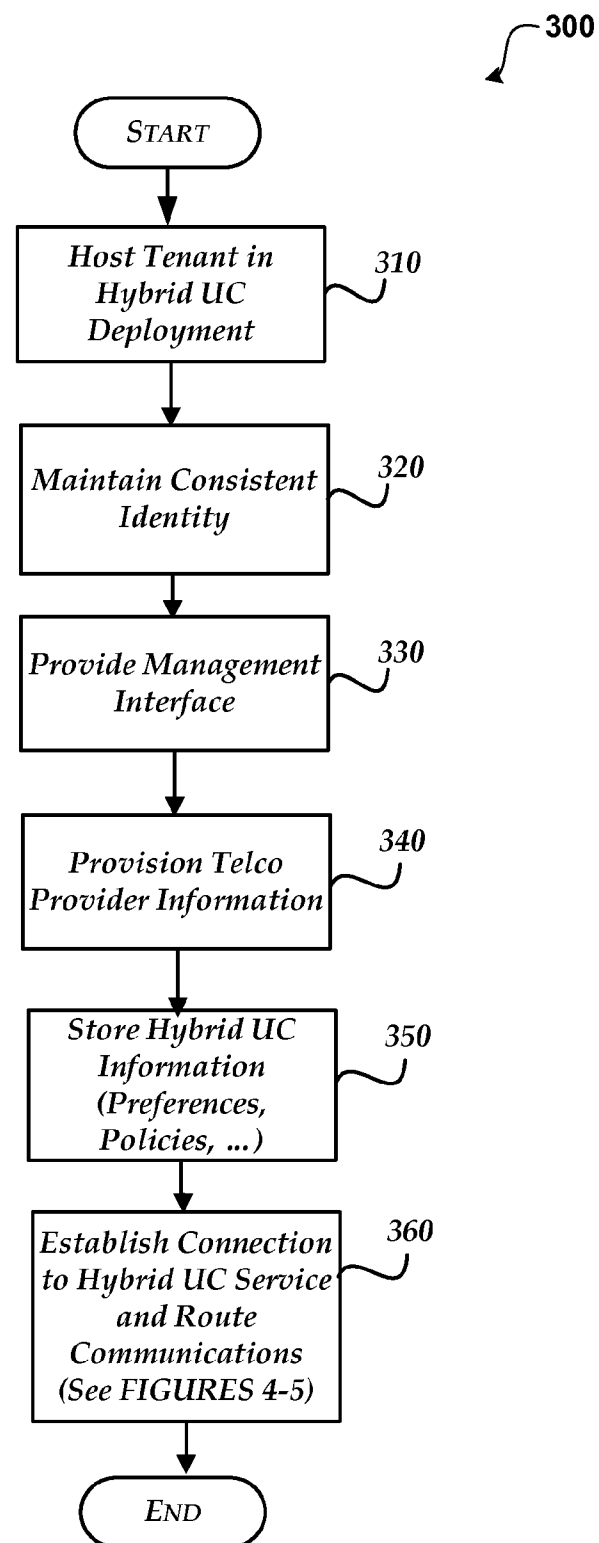 300
START
Host Tenant in
Hybrid UC
Deployment
310
Maintain Consistent
Identity
320
Provide Management
Interface
330
Provision Telco
Provider Information
340
Store Hybrid UC
Information
(Preferences,
Policies, ...)
350
Establish Connection
to Hybrid UC Service
and Route
Communications
(See FIGURES 4-5)
360
END